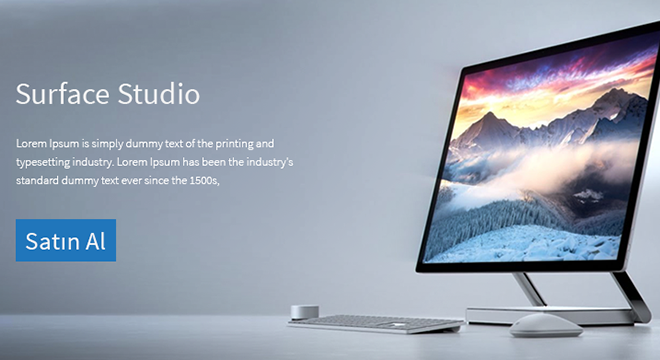 Surface Studio
Lorem Ipsum is simply dummy text of the printing and
typesetting industry. Lorem Ipsum has been the industry's
standard dummy text ever since the 1500s,
Satın Al